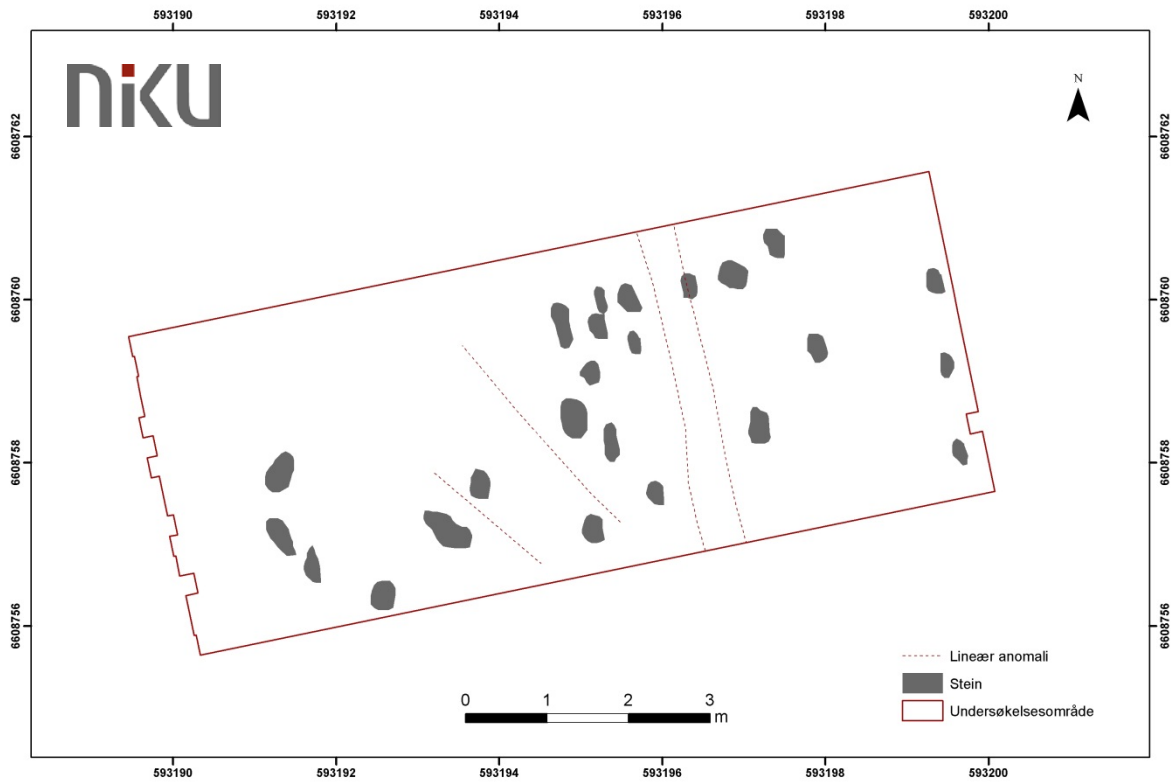 593190 593192 593194 593196 593198 593200
niku
N
6608762 6608762
6608760 6608760
6608758 6608758
6608756 6608756
Lineær anomali
Stein
Undersøkelsesområde
0 1 2 3
m
593190 593192 593194 593196 593198 593200